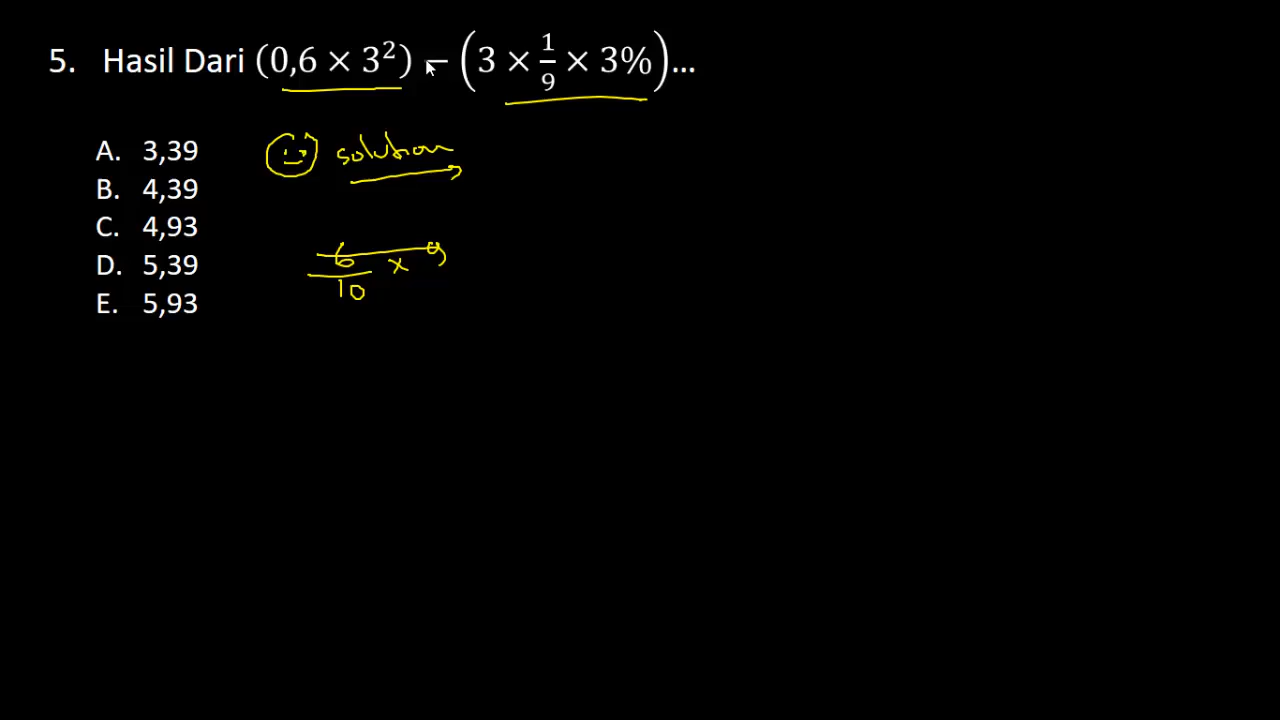 5. Hasil Dari (0,6 × 3²) − (3 × 1/9 × 3%)...
A. 3,39
B. 4,39
C. 4,93
D. 5,39
E. 5,93
solution
6/10 × 9